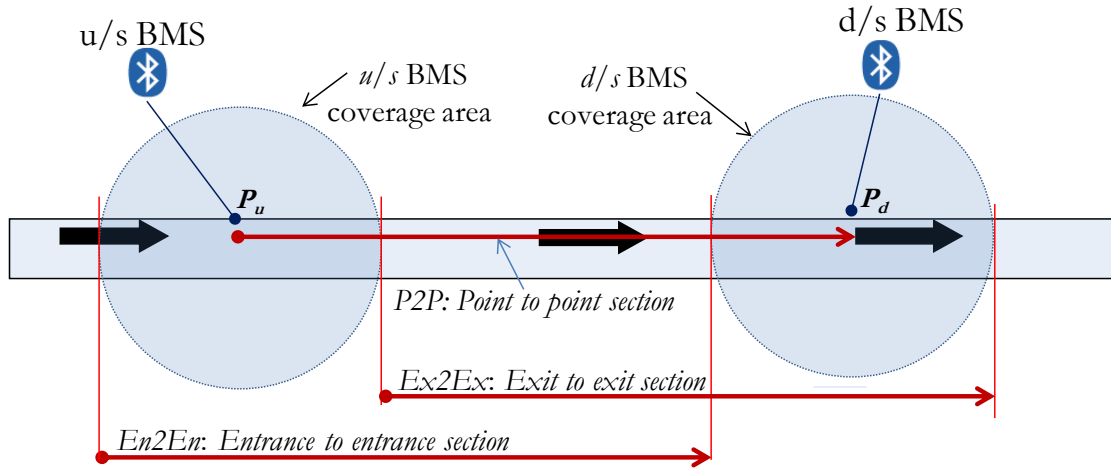 u/s BMS
d/s BMS
u/s BMS
coverage area
d/s BMS
coverage area
P_u
P_d
P2P: Point to point section
Ex2Ex: Exit to exit section
En2En: Entrance to entrance section